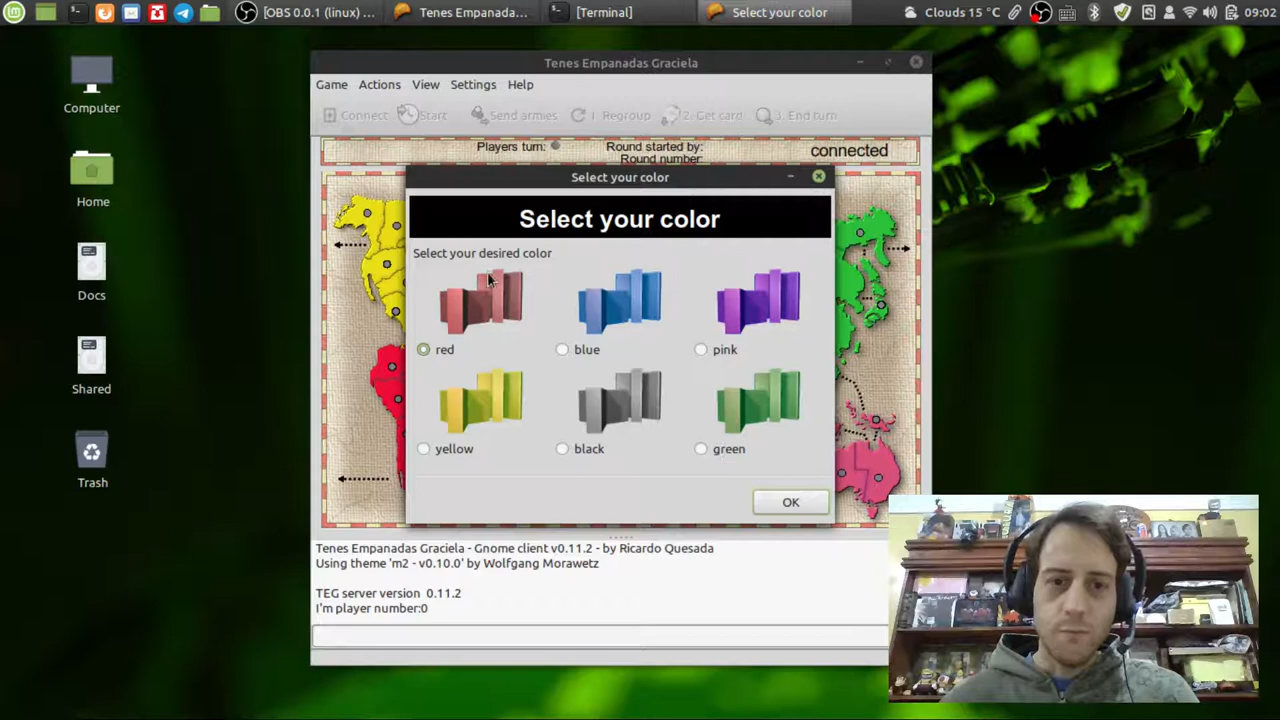 [OBS 0.0.1 (linux) ...
Tenes Empanada...
[Terminal]
Select your color
Clouds 15 °C
09:02
Computer
Home
Docs
Shared
Trash
Tenes Empanadas Graciela
Game Actions View Settings Help
Connect Start Send armies 1. Regroup 2. Get card 3. End turn
Players turn: Round started by: connected
Round number:
Select your color
Select your color
Select your desired color
red blue pink
yellow black green
OK
Tenes Empanadas Graciela - Gnome client v0.11.2 - by Ricardo Quesada
Using theme 'm2 - v0.10.0' by Wolfgang Morawetz
TEG server version 0.11.2
I'm player number:0